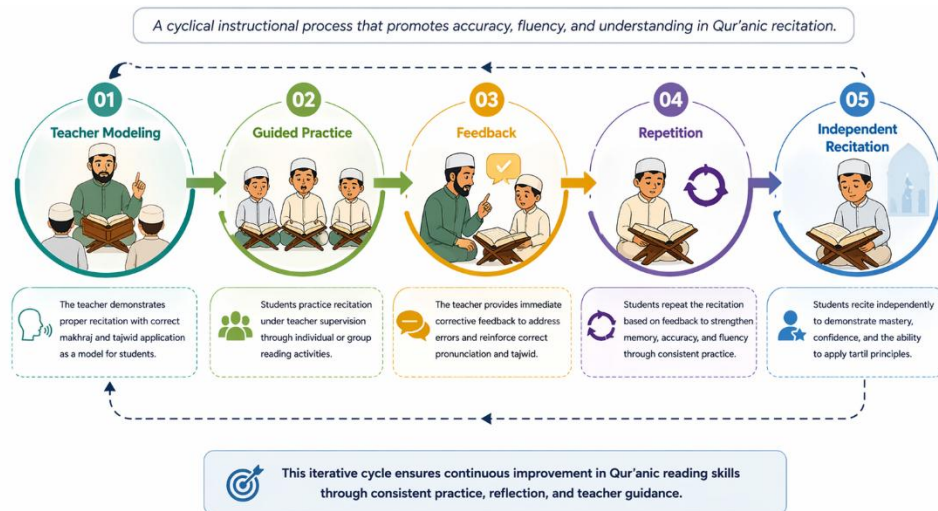 A cyclical instructional process that promotes accuracy, fluency, and understanding in Qur'anic recitation.
01
Teacher Modeling
02
Guided Practice
03
Feedback
04
Repetition
05
Independent
Recitation
The teacher demonstrates
proper recitation with correct
makhraj and tajwid application
as a model for students.
Students practice recitation
under teacher supervision
through individual or group
reading activities.
The teacher provides immediate
corrective feedback to address
errors and reinforce correct
pronunciation and tajwid.
Students repeat the recitation
based on feedback to strengthen
memory, accuracy, and fluency
through consistent practice.
Students recite independently
to demonstrate mastery,
confidence, and the ability
to apply tartil principles.
This iterative cycle ensures continuous improvement in Qur'anic reading skills
through consistent practice, reflection, and teacher guidance.